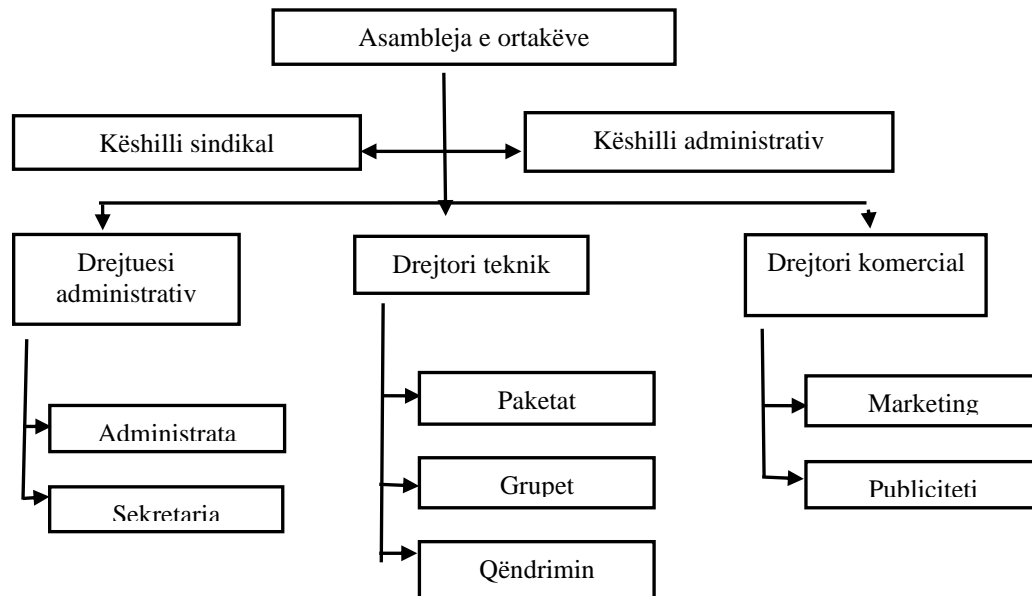 Asambleja e ortakëve
Këshilli sindikal
Këshilli administrativ
Drejtuesi
administrativ
Drejtori teknik
Drejtori komercial
Administrata
Sekretaria
Paketat
Grupet
Qëndrimin
Marketing
Publiciteti